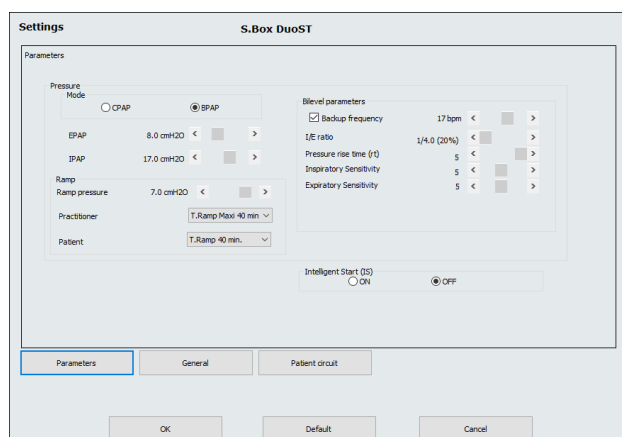 Settings
S.Box DuoST
Parameters
Pressure
Mode
CPAP BPAP
EPAP 8.0 cmH2O < >
IPAP 17.0 cmH2O < >
Ramp
Ramp pressure 7.0 cmH2O < >
Practitioner T.Ramp Maxi 40 min
Patient T.Ramp 40 min.
Bilevel parameters
Backup frequency 17 bpm < >
I/E ratio 1/4.0 (20%) < >
Pressure rise time (rt) 5 < >
Inspiratory Sensitivity 5 < >
Expiratory Sensitivity 5 < >
Intelligent Start (IS)
ON OFF
Parameters General Patient circuit
OK Default Cancel